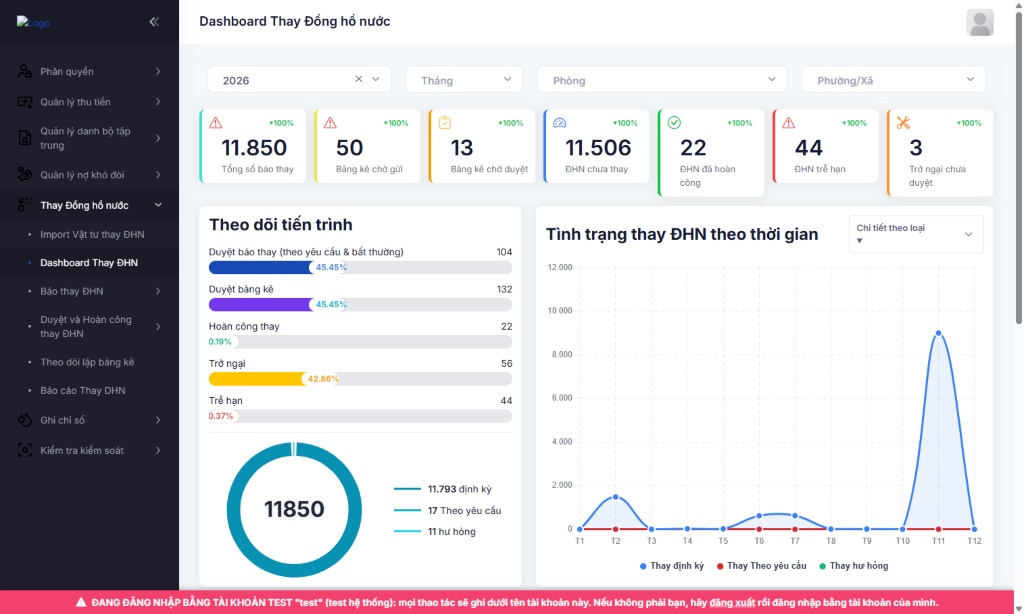 Logo
Dashboard Thay Đồng hồ nước
Phân quyền
Quản lý thu tiền
Quản lý danh bộ tập
trung
Quản lý nợ khó đòi
Thay Đồng hồ nước
Import Vật tư thay ĐHN
Dashboard Thay ĐHN
Báo thay ĐHN
Duyệt và Hoàn công
thay ĐHN
Theo dõi lập bảng kê
Báo cáo Thay DHN
Ghi chỉ số
Kiểm tra kiểm soát
2026
Tháng
Phòng
Phường/Xã
+100%
11.850
Tổng số báo thay
+100%
50
Bảng kê chờ gửi
+100%
13
Bảng kê chờ duyệt
+100%
11.506
ĐHN chưa thay
+100%
22
ĐHN đã hoàn
công
+100%
44
ĐHN trễ hạn
+100%
3
Trở ngại chưa
duyệt
Theo dõi tiến trình
Duyệt báo thay (theo yêu cầu & bất thường) 104
45.45%
Duyệt bảng kê 132
45.45%
Hoàn công thay 22
0.19%
Trở ngại 56
42.86%
Trễ hạn 44
0.37%
11850
11.793 định kỳ
17 Theo yêu cầu
11 hư hỏng
Tình trạng thay ĐHN theo thời gian
Chi tiết theo loại
▼
12.000
10.000
8.000
6.000
4.000
2.000
0
T1 T2 T3 T4 T5 T6 T7 T8 T9 T10 T11 T12
Thay định kỳ Thay Theo yêu cầu Thay hư hỏng
ĐANG ĐĂNG NHẬP BẰNG TÀI KHOẢN TEST "test" (test hệ thống): mọi thao tác sẽ ghi dưới tên tài khoản này. Nếu không phải bạn, hãy đăng xuất rồi đăng nhập bằng tài khoản của mình.